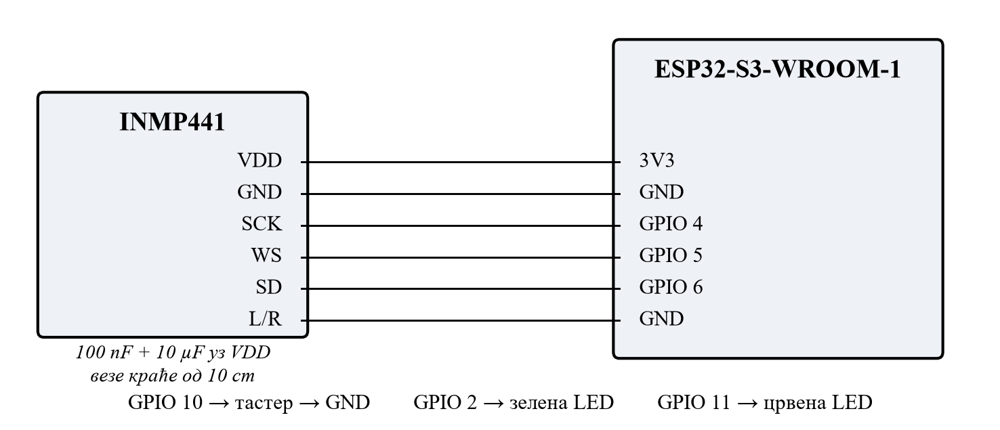 ESP32-S3-WROOM-1
INMP441
VDD 3V3
GND GND
SCK GPIO 4
WS GPIO 5
SD GPIO 6
L/R GND
100 nF + 10 µF уз VDD
везе краће од 10 cm
GPIO 10 → тастер → GND GPIO 2 → зелена LED GPIO 11 → црвена LED